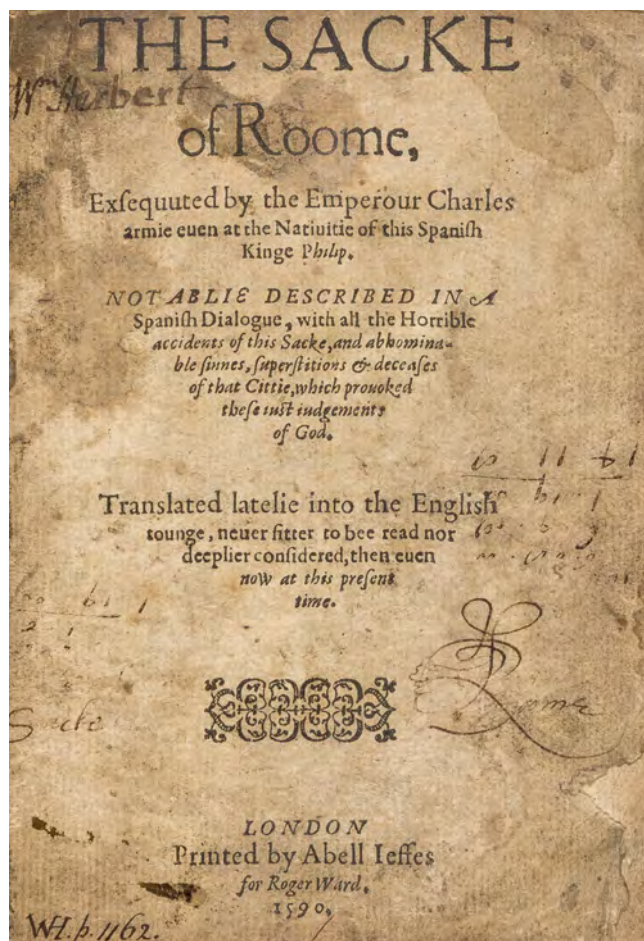 THE SACKE
Wm Herbert
of Roome,
Exſequuted by the Emperour Charles
armie euen at the Natiuitie of this Spaniſh
Kinge Philip.
NOTABLIE DESCRIBED IN A
Spaniſh Dialogue, with all the Horrible
accidents of this Sacke, and abhomina-
ble ſinnes, ſuperſtitions & deceaſes
of that Cittie, which prouoked
theſe iuſt iudgements
of God.
Translated latelie into the Engliſh
tounge, neuer fitter to bee read nor
deeplier conſidered, then euen
now at this preſent
time.
Sacke
LONDON
Printed by Abell Ieffes
for Roger Ward.
1590.
WH. p. 1162.